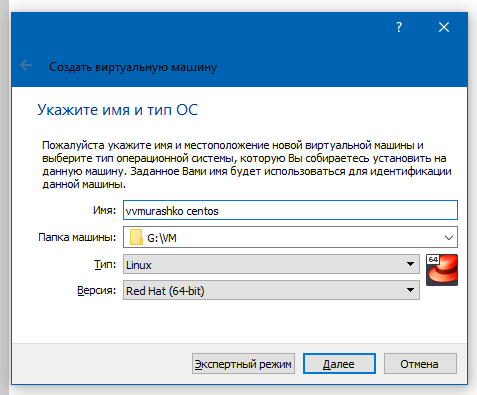 ?
Создать виртуальную машину
Укажите имя и тип ОС
Пожалуйста укажите имя и местоположение новой виртуальной машины и
выберите тип операционной системы, которую Вы собираетесь установить на
данную машину. Заданное Вами имя будет использоваться для идентификации
данной машины.
Имя: vvmurashko centos
Папка машины: G:\VM
Тип: Linux
64
Версия: Red Hat (64-bit)
Экспертный режим Далее Отмена